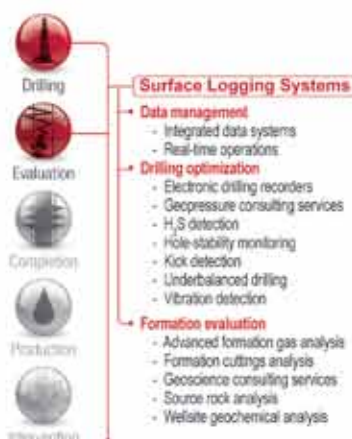 Drilling
Evaluation
Completion
Production
Intervention
Surface Logging Systems
Data management
- Integrated data systems
- Real-time operations
Drilling optimization
- Electronic drilling recorders
- Geopressure consulting services
- H₂S detection
- Hole-stability monitoring
- Kick detection
- Underbalanced drilling
- Vibration detection
Formation evaluation
- Advanced formation gas analysis
- Formation cuttings analysis
- Geoscience consulting services
- Source rock analysis
- Wellsite geochemical analysis